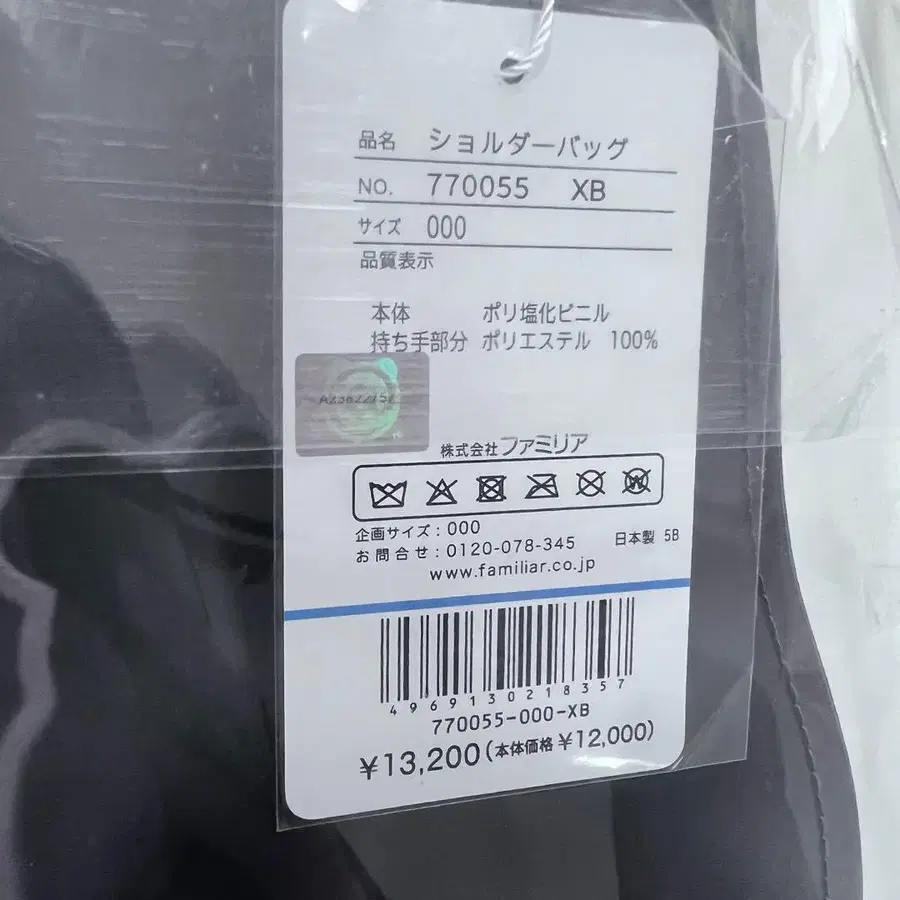 品名 ショルダーバッグ
NO. 770055 XB
サイズ 000
品質表示
本体 ポリ塩化ビニル
持ち手部分 ポリエステル 100%
株式会社ファミリア
企画サイズ：000
お問合せ：0120-078-345 日本製 5B
www.familiar.co.jp
4969130218357
770055-000-XB
¥13,200(本体価格¥12,000)